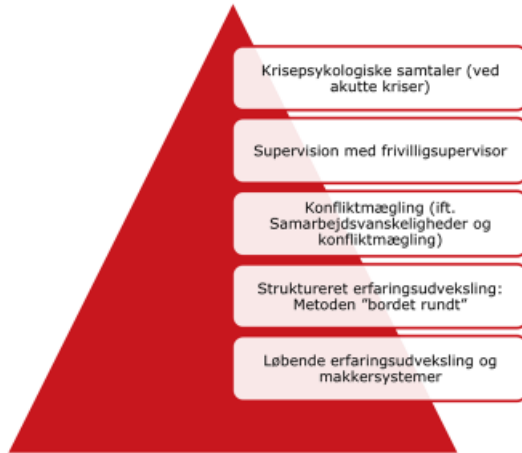 Krisepsykologiske samtaler (ved
akutte kriser)
Supervision med frivilligsupervisor
Konfliktmægling (ift.
Samarbejdsvanskeligheder og
konfliktmægling)
Struktureret erfaringsudveksling:
Metoden "bordet rundt"
Løbende erfaringsudveksling og
makkersystemer